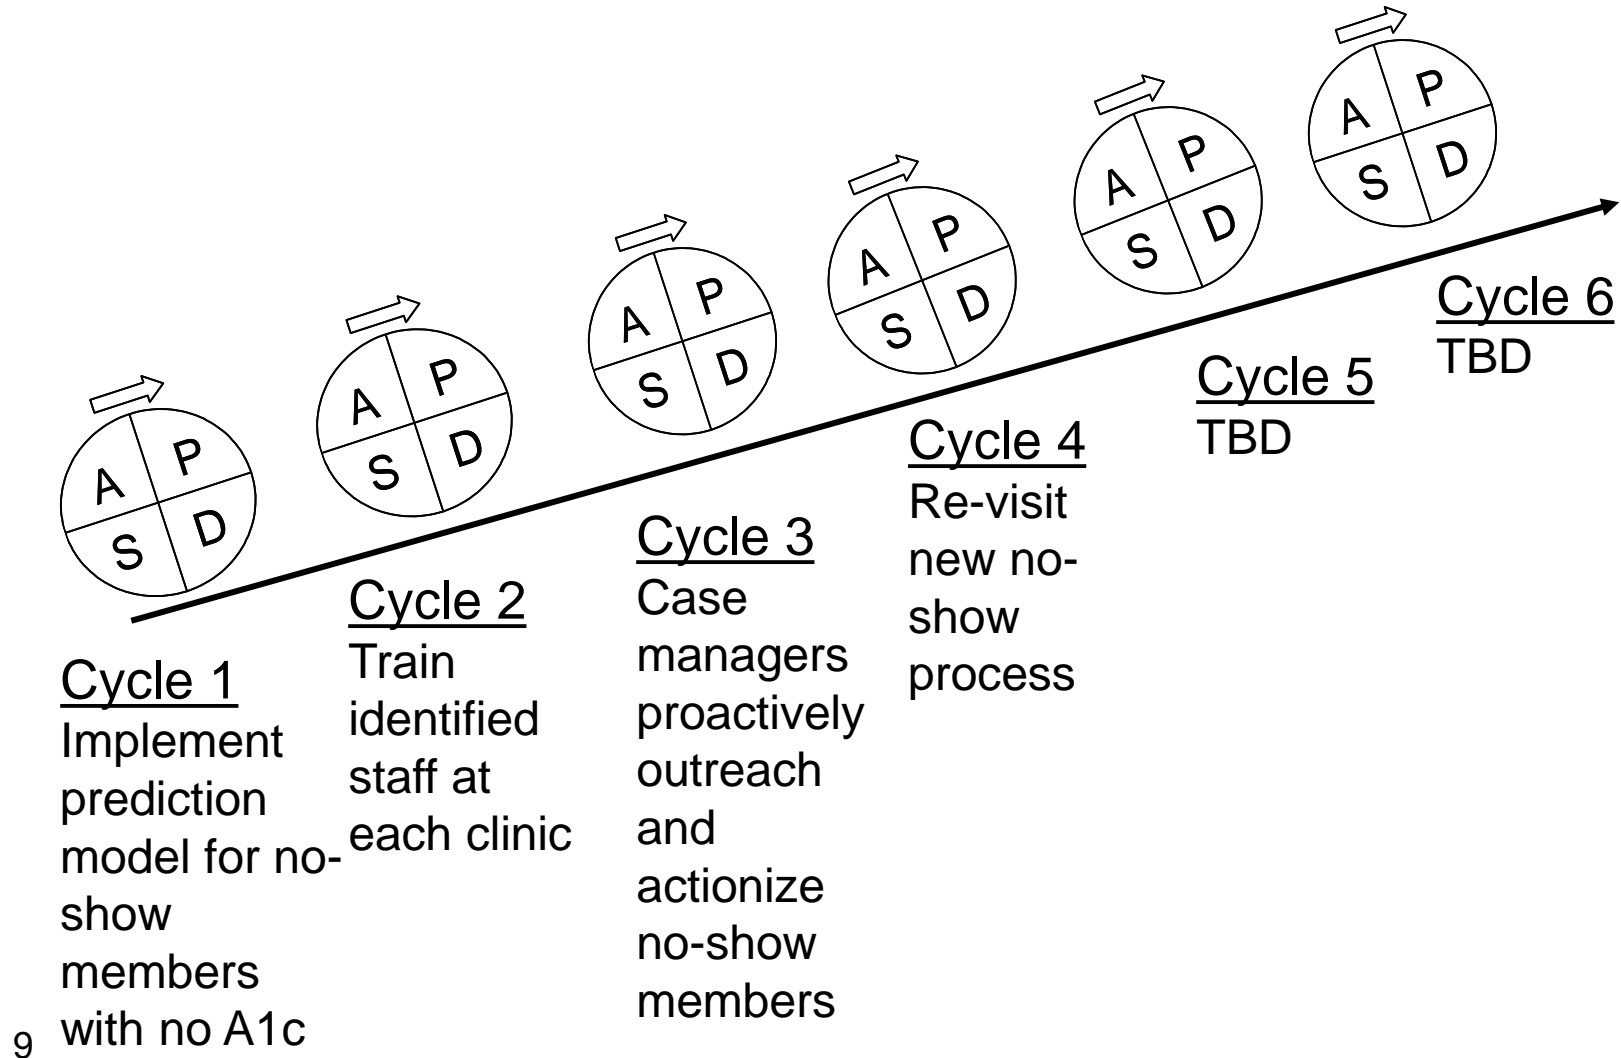 A P
S D
A P
S D
A P
S D
A P
S D
A P
S D
A P
S D
Cycle 1
Implement
prediction
model for no-
show
members
with no A1c
Cycle 2
Train
identified
staff at
each clinic
Cycle 3
Case
managers
proactively
outreach
and
actionize
no-show
members
Cycle 4
Re-visit
new no-
show
process
Cycle 5
TBD
Cycle 6
TBD
9